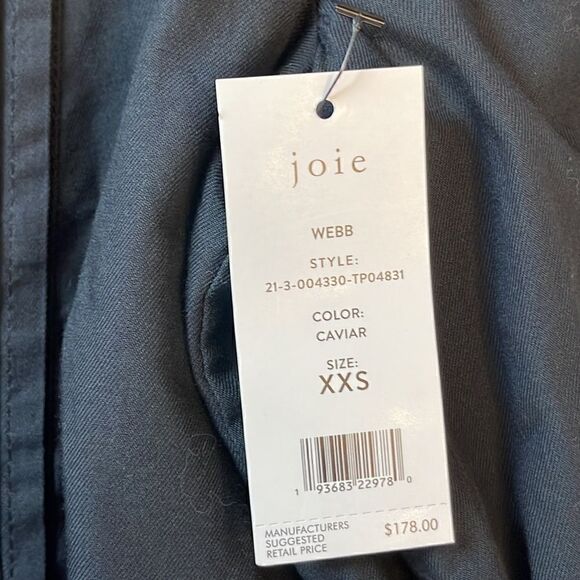 joie
WEBB
STYLE:
21-3-004330-TP04831
COLOR:
CAVIAR
SIZE:
XXS
1 93683 22978 0
MANUFACTURERS
SUGGESTED
RETAIL PRICE
$178.00